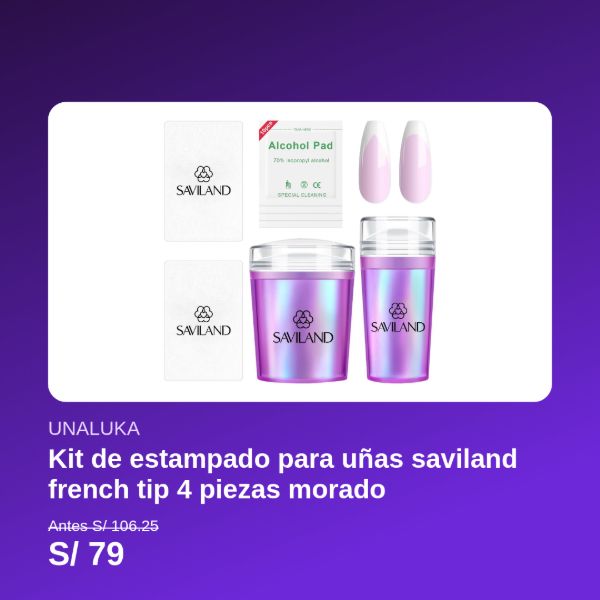 SAVILAND
10pcs
Alcohol Pad
70% isopropyl alcohol
SPECIAL CLEANING
SAVILAND
SAVILAND
SAVILAND
UNALUKA
Kit de estampado para uñas saviland
french tip 4 piezas morado
Antes S/ 106.25
S/ 79